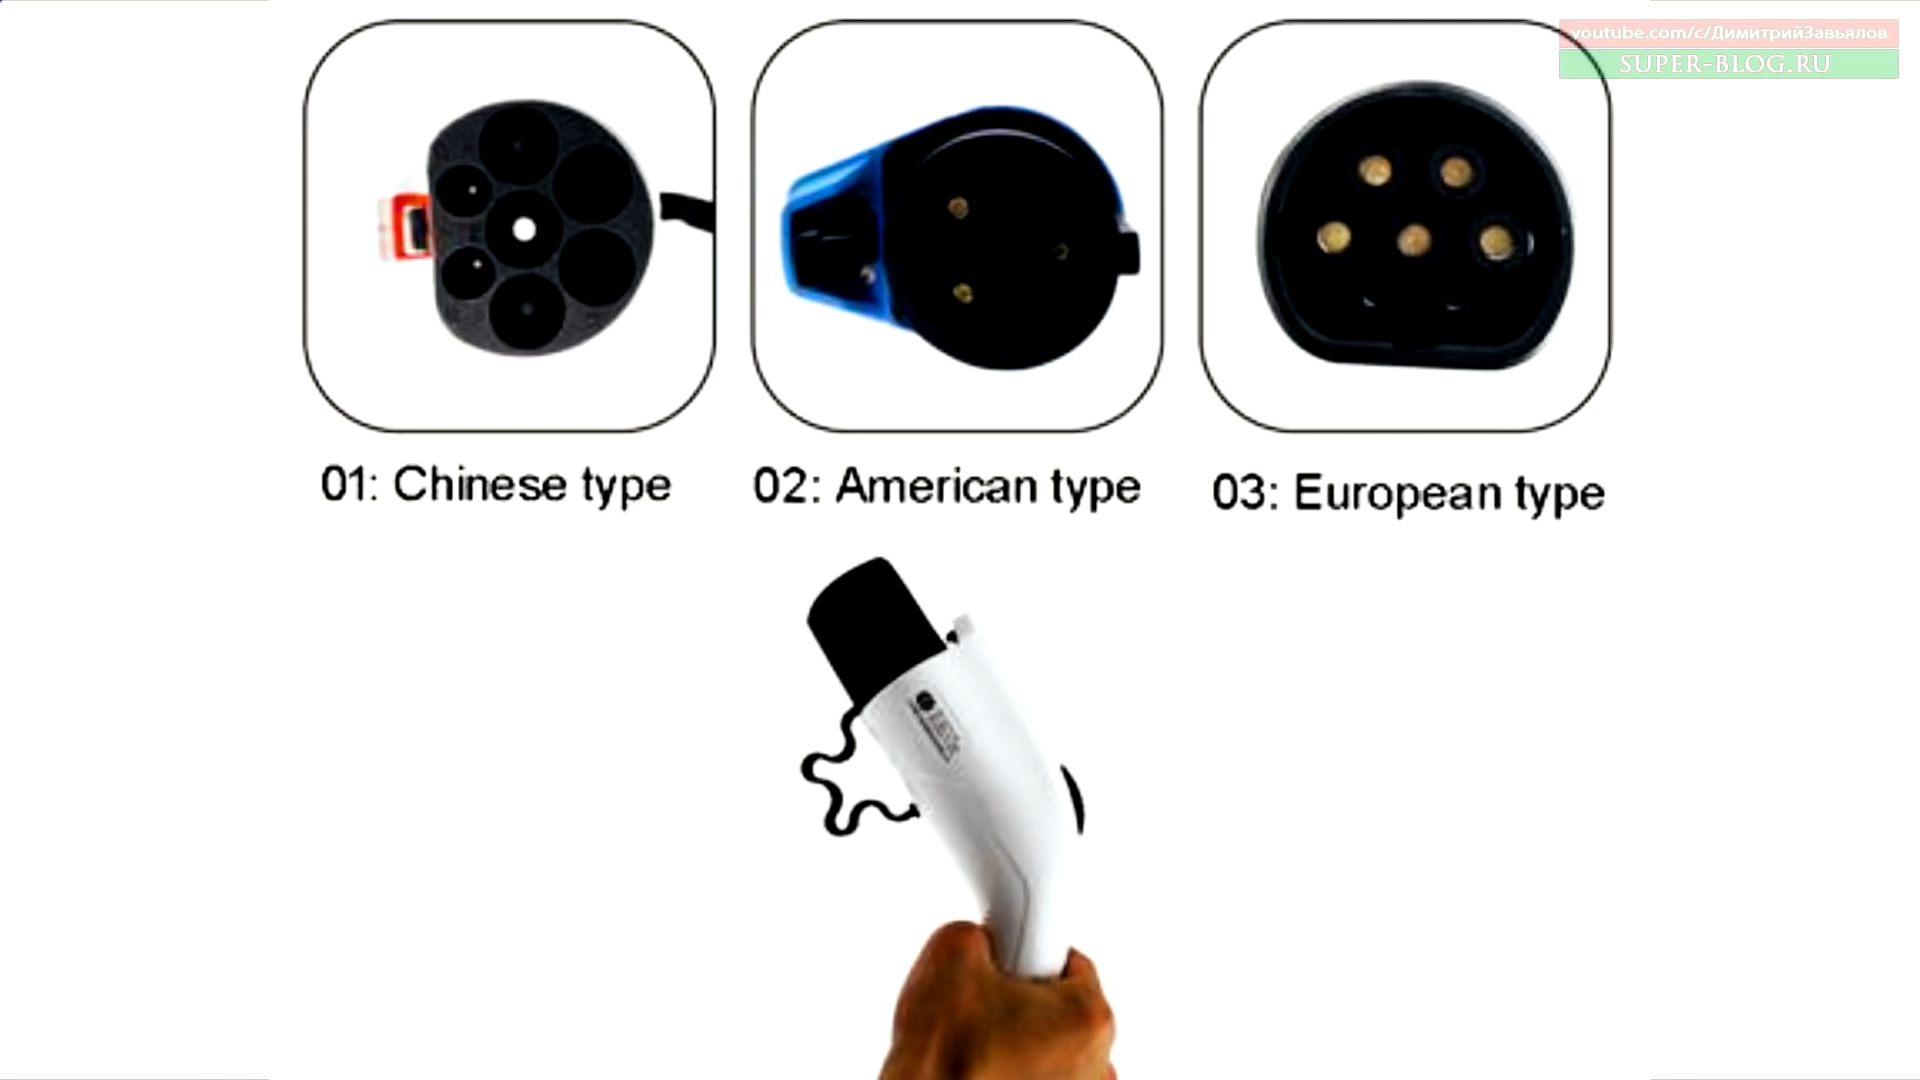 youtube.com/c/ДимитрийЗавьялов
SUPER-BLOG.RU
01: Chinese type
02: American type
03: European type